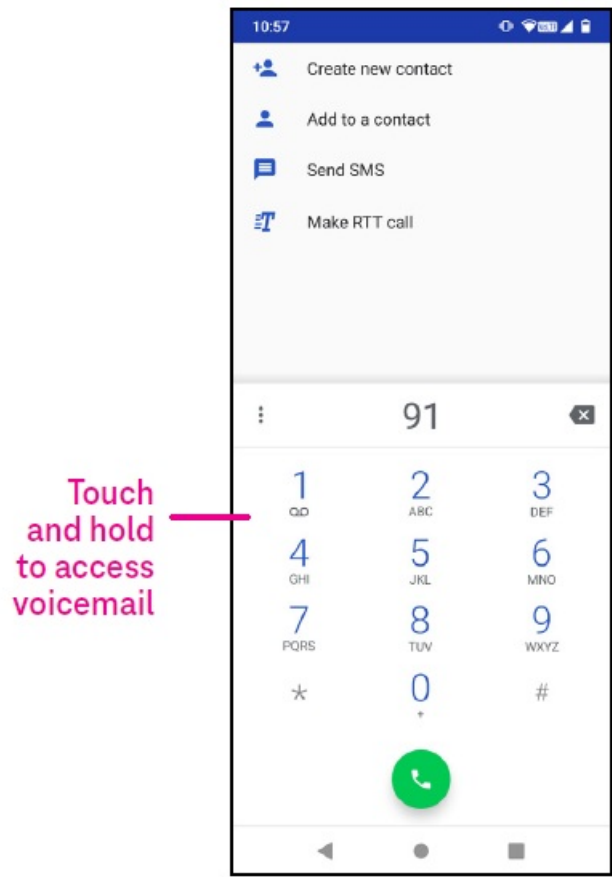 10:57
Create new contact
Add to a contact
Send SMS
Make RTT call
91
Touch
and hold
to access
voicemail
1 2 3
ABC DEF
4 5 6
GHI JKL MNO
7 8 9
PQRS TUV WXYZ
* 0 #
+